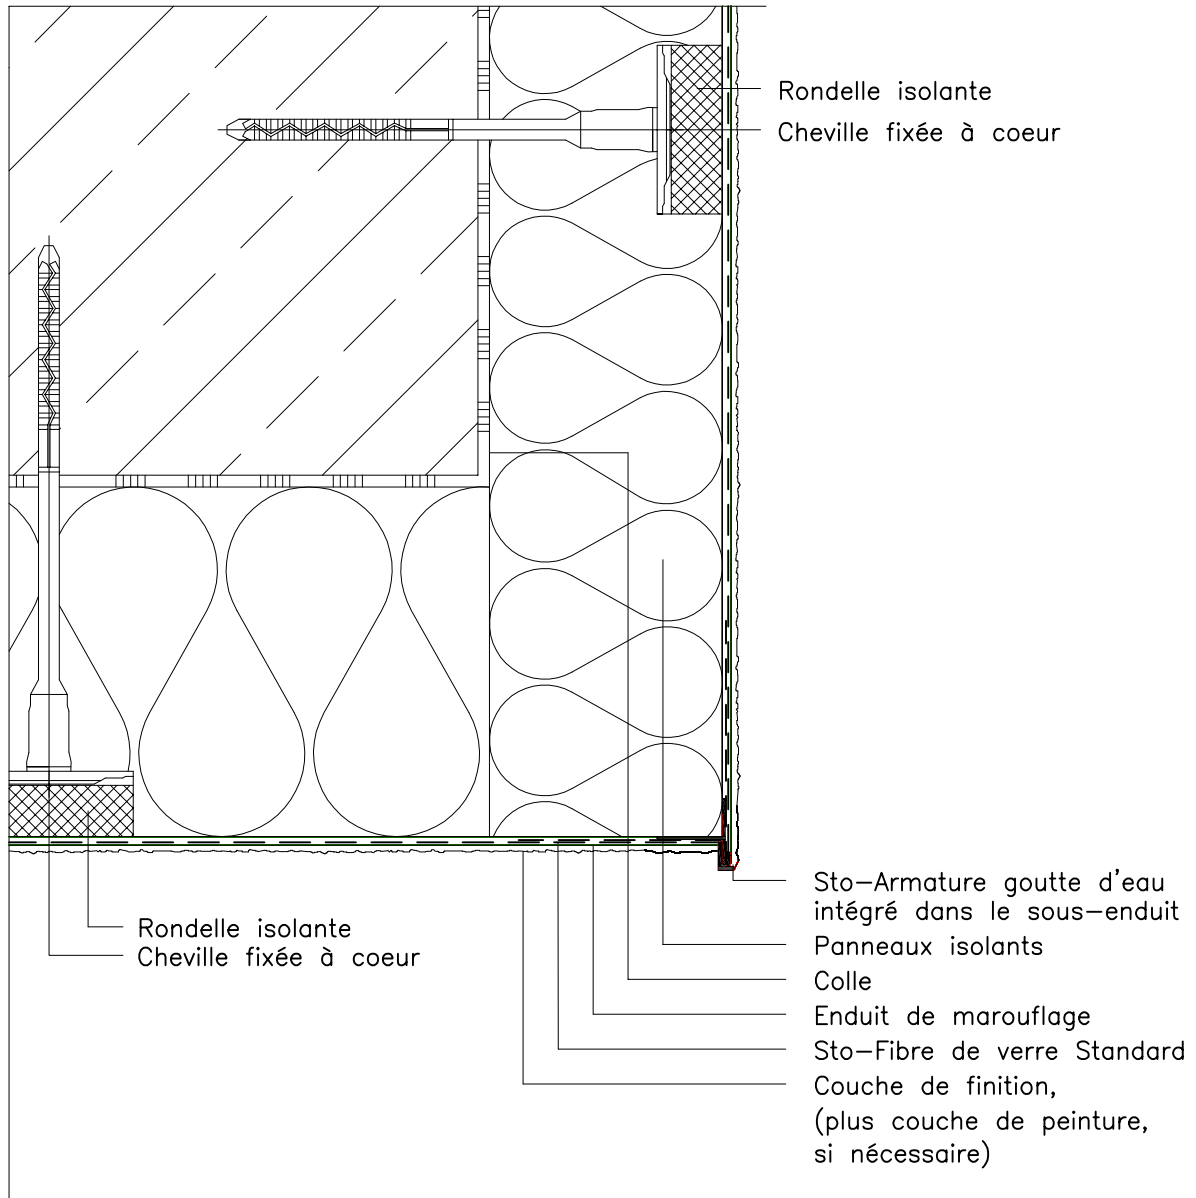 Rondelle isolante
Cheville fixée à coeur
Sto-Armature goutte d'eau
intégré dans le sous-enduit
Rondelle isolante
Cheville fixée à coeur
Panneaux isolants
Colle
Enduit de marouflage
Sto-Fibre de verre Standard
Couche de finition,
(plus couche de peinture,
si nécessaire)